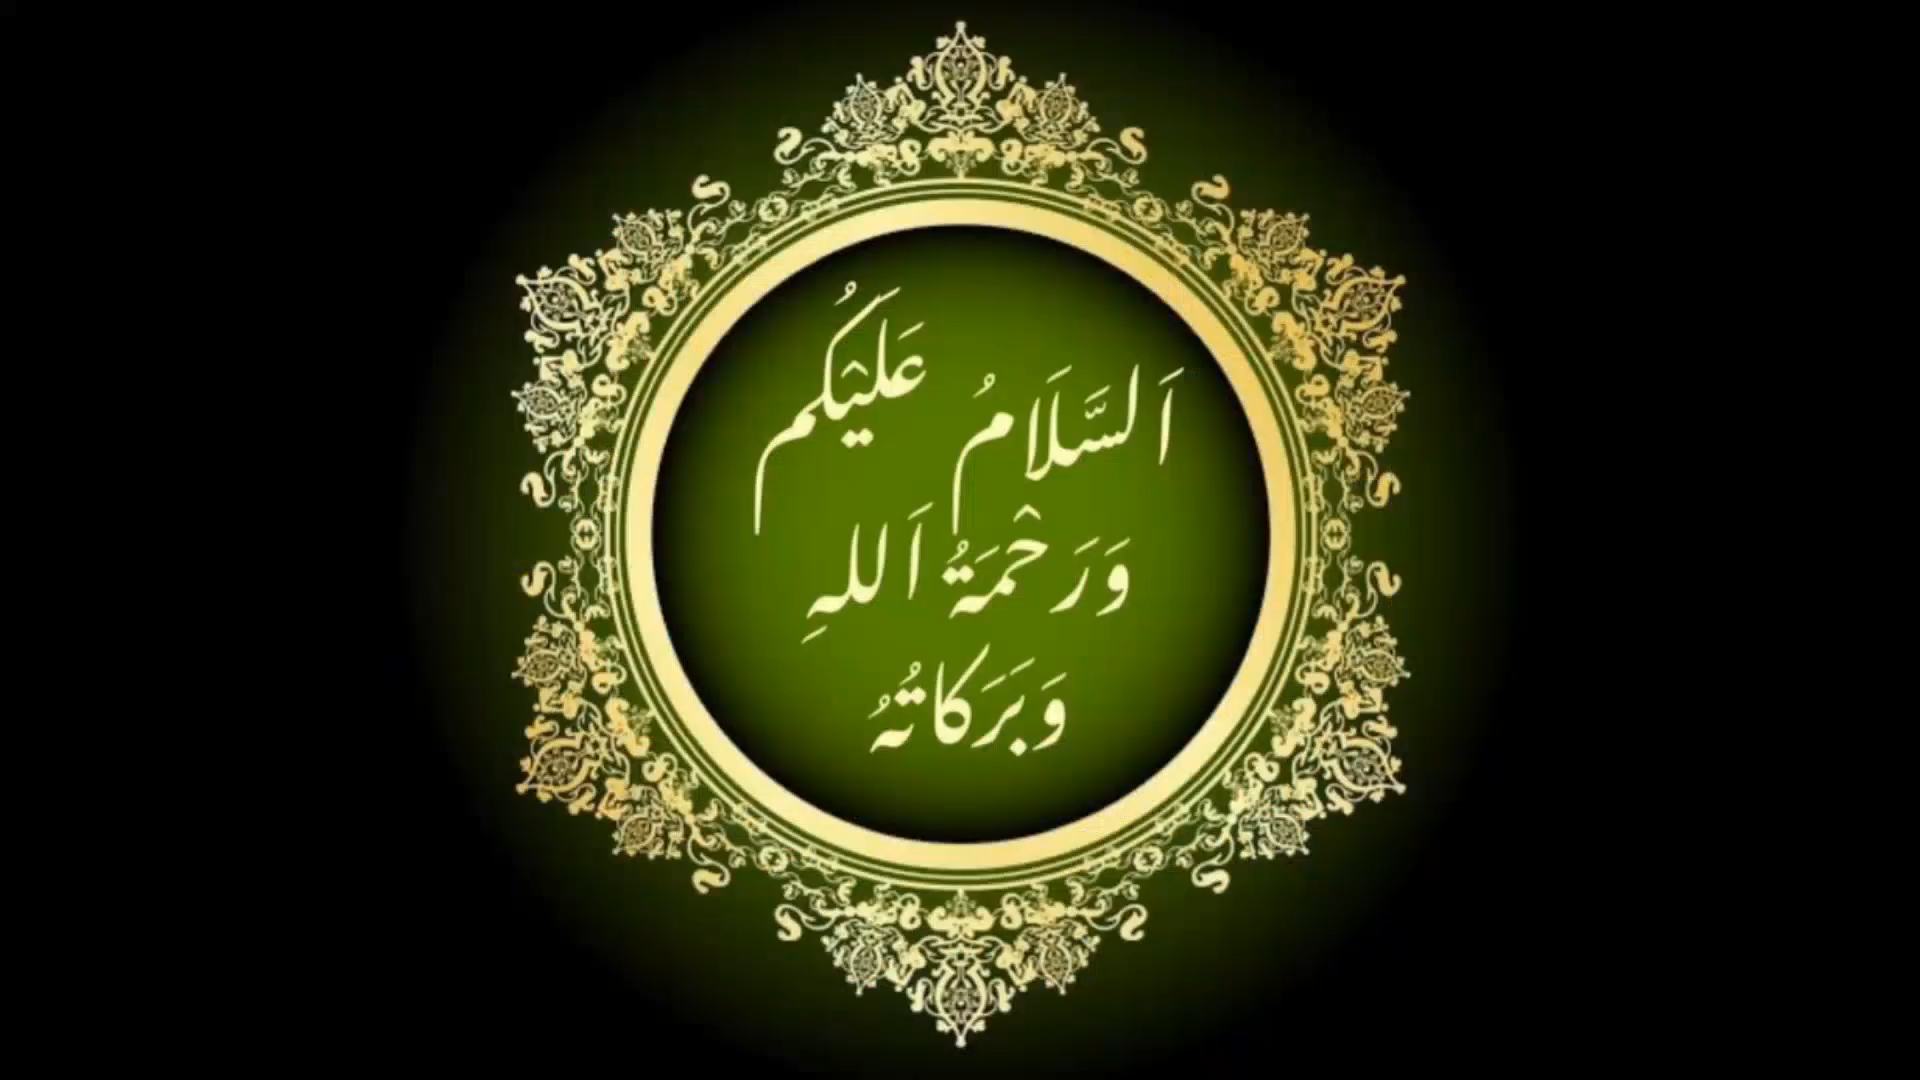 اَلسَّلَامُ عَلَيْكُم
وَرَحْمَةُ اَللهِ
وَبَرَكَاتُهُ